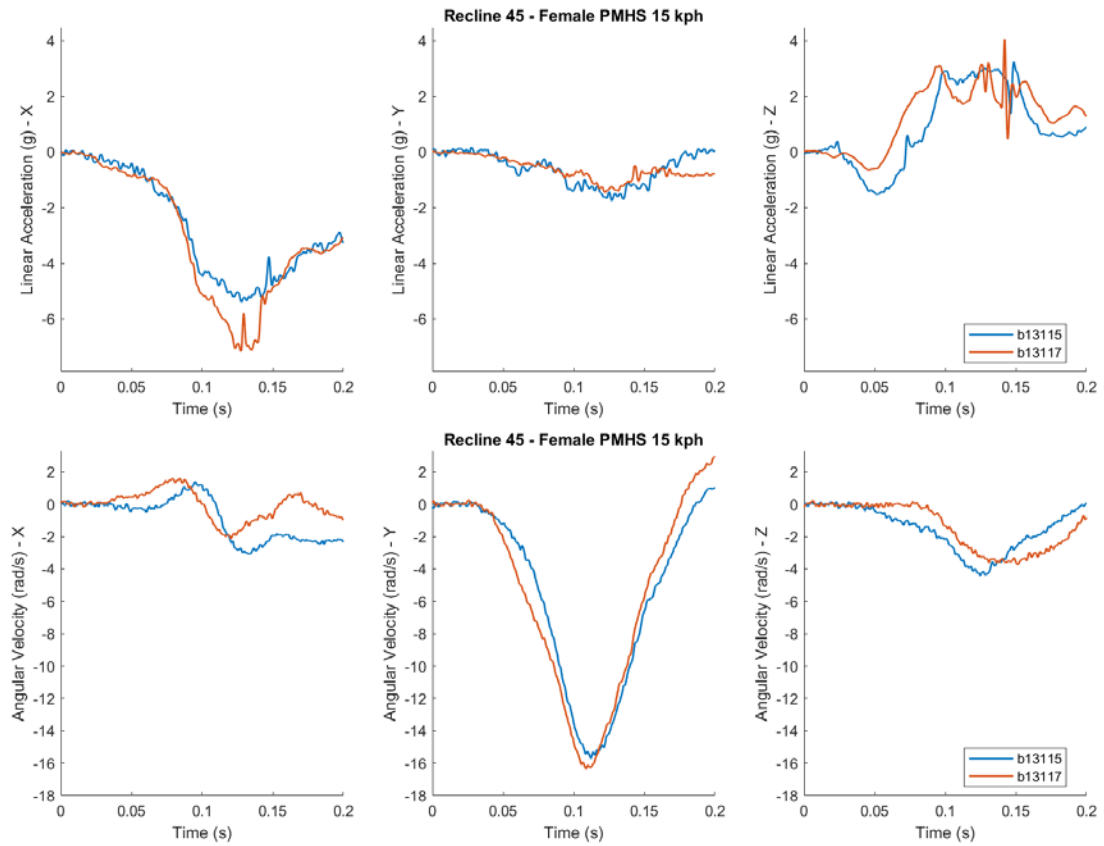 Recline 45 - Female PMHS 15 kph
Linear Acceleration (g) - X
4
2
0
-2
-4
-6
0 0.05 0.1 0.15 0.2
Time (s)
Linear Acceleration (g) - Y
4
2
0
-2
-4
-6
0 0.05 0.1 0.15 0.2
Time (s)
Linear Acceleration (g) - Z
4
2
0
-2
-4
-6
b13115
b13117
0 0.05 0.1 0.15 0.2
Time (s)
Recline 45 - Female PMHS 15 kph
Angular Velocity (rad/s) - X
2
0
-2
-4
-6
-8
-10
-12
-14
-16
-18
0 0.05 0.1 0.15 0.2
Time (s)
Angular Velocity (rad/s) - Y
2
0
-2
-4
-6
-8
-10
-12
-14
-16
-18
0 0.05 0.1 0.15 0.2
Time (s)
Angular Velocity (rad/s) - Z
2
0
-2
-4
-6
-8
-10
-12
-14
-16
-18
b13115
b13117
0 0.05 0.1 0.15 0.2
Time (s)